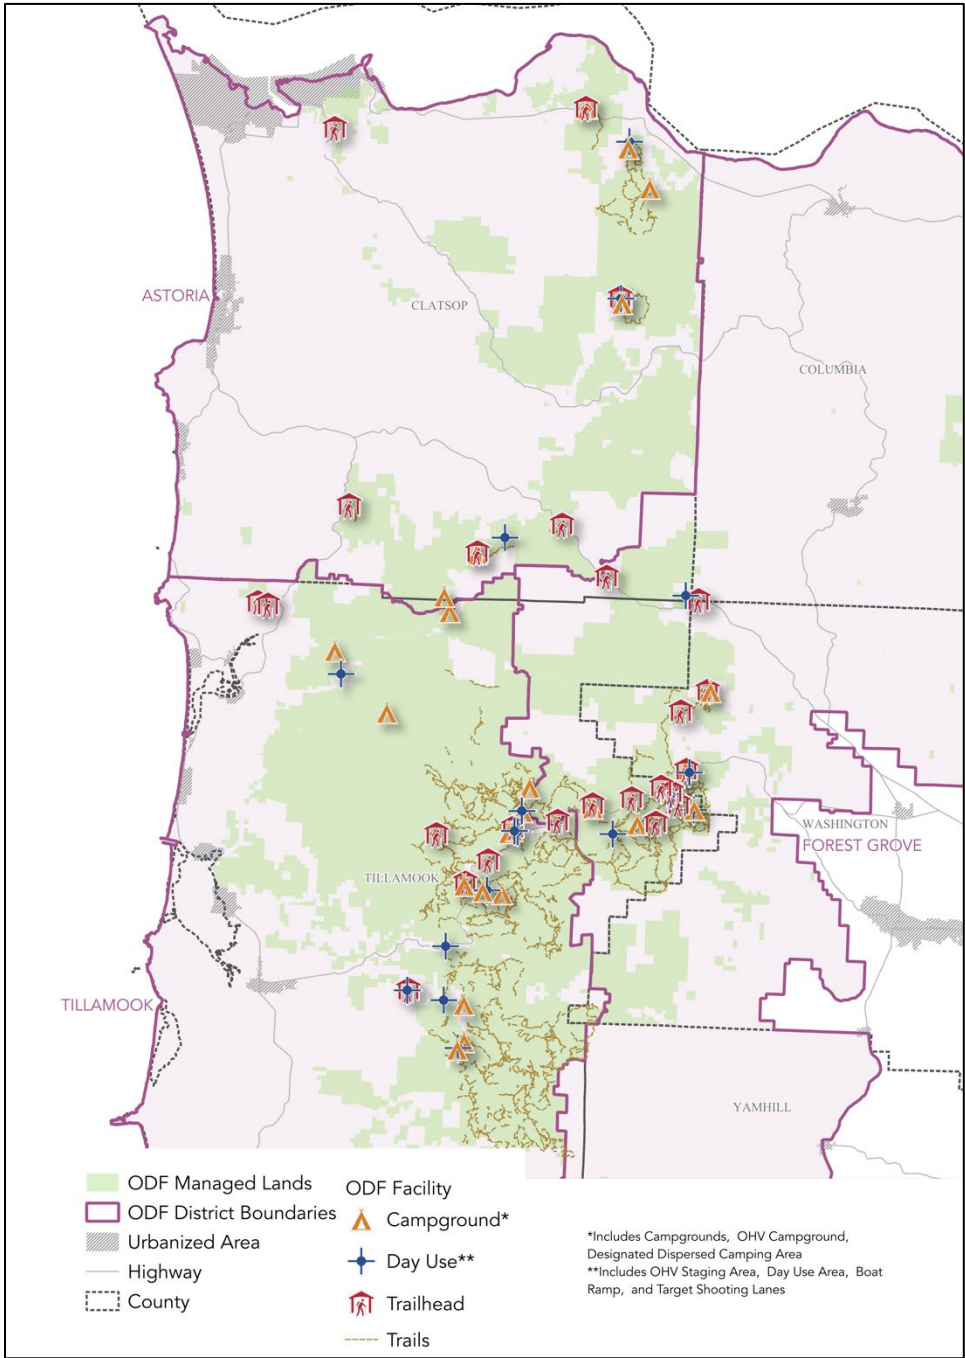 ASTORIA
CLATSOP
COLUMBIA
WASHINGTON
FOREST GROVE
TILLAMOOK
TILLAMOOK
YAMHILL
ODF Managed Lands
ODF District Boundaries
Urbanized Area
Highway
County
ODF Facility
Campground*
Day Use**
Trailhead
Trails
*Includes Campgrounds, OHV Campground,
Designated Dispersed Camping Area
**Includes OHV Staging Area, Day Use Area, Boat
Ramp, and Target Shooting Lanes